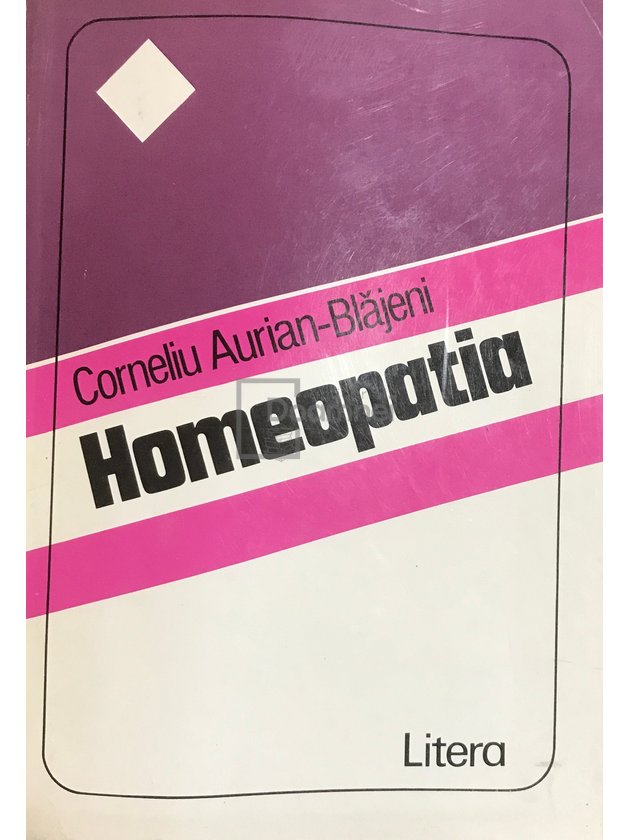 Corneliu Aurian-Blăjeni
Homeopatia
Litera